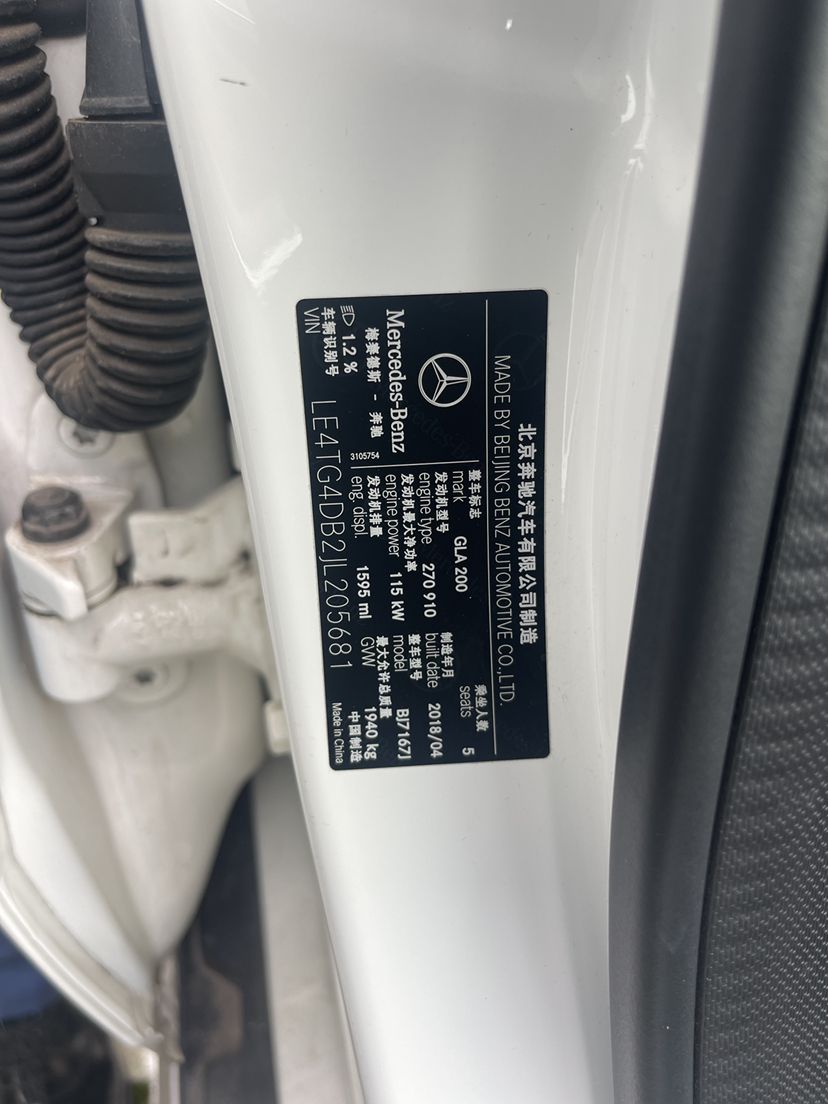 北京奔驰汽车有限公司制造
MADE BY BEIJING BENZ AUTOMOTIVE CO.,LTD.
Mercedes-Benz
梅赛德斯 - 奔驰
3105754
整车标志
mark GLA 200
乘坐人数
seats 5
发动机型号
engine type 270 910
制造年月
built date 2018/04
发动机最大净功率
engine power 115 kW
整车型号
model BJ7167J
发动机排量
eng. displ. 1595 ml
最大允许总质量
GVW 1940 kg
1.2 %
车辆识别号
VIN LE4TG4DB2JL205681
中国制造
Made in China